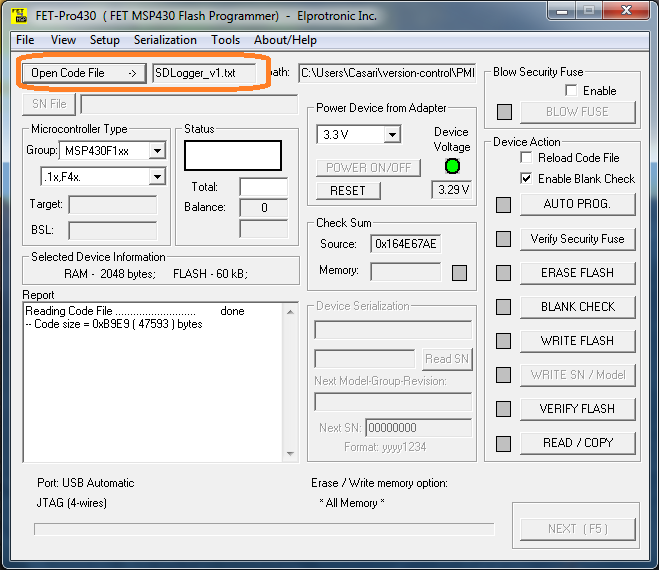 FET-Pro430 ( FET MSP430 Flash Programmer) - Elprotronic Inc.
File View Setup Serialization Tools About/Help
Open Code File -> SDLogger_v1.txt path: C:\Users\Casari\version-control\PMI
SN File
Microcontroller Type
Group: MSP430F1xx
.1x,F4x.
Target:
BSL:
Status
Total:
Balance: 0
Selected Device Information
RAM - 2048 bytes; FLASH - 60 kB;
Report
Reading Code File ........................... done
-- Code size = 0xB9E9 ( 47593 ) bytes
Power Device from Adapter
3.3 V
Device
Voltage
POWER ON/OFF
RESET
3.29 V
Check Sum
Source: 0x164E67AE
Memory:
Device Serialization
Read SN
Next Model-Group-Revision:
Next SN: 00000000
Format: yyyy1234
Blow Security Fuse
Enable
BLOW FUSE
Device Action
Reload Code File
Enable Blank Check
AUTO PROG.
Verify Security Fuse
ERASE FLASH
BLANK CHECK
WRITE FLASH
WRITE SN / Model
VERIFY FLASH
READ / COPY
Port: USB Automatic
JTAG (4-wires)
Erase / Write memory option:
* All Memory *
NEXT ( F5 )